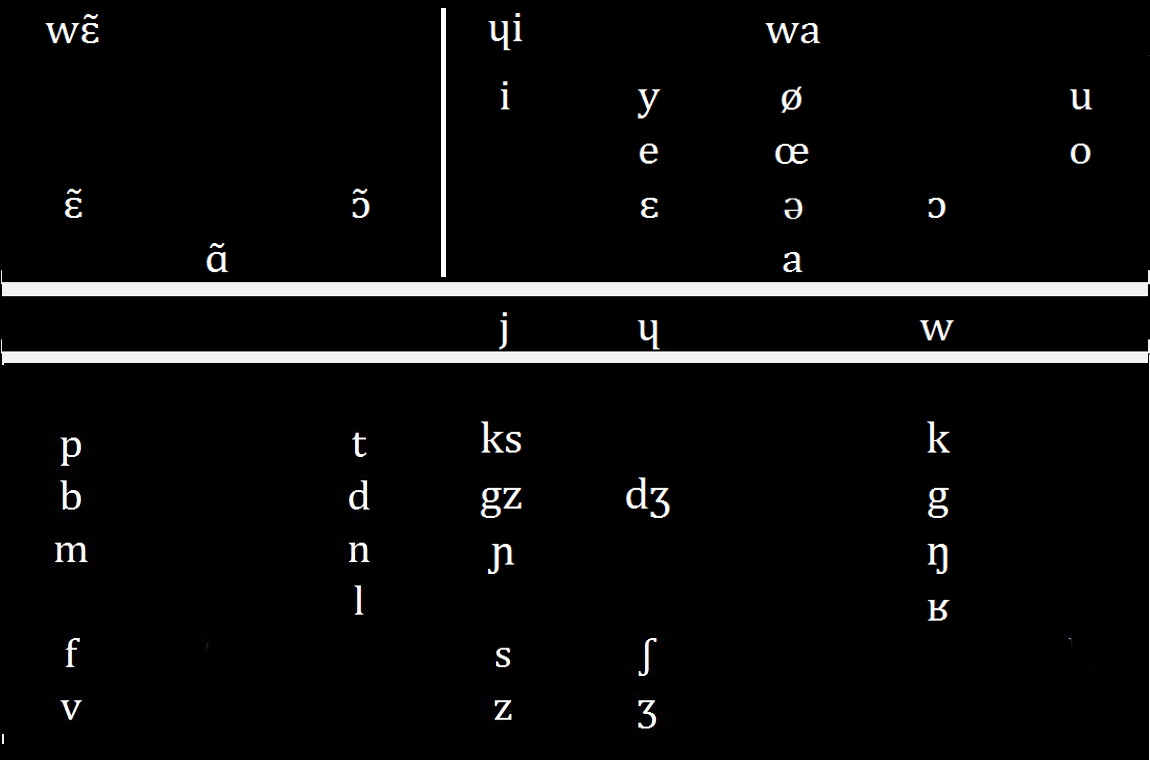 wɛ̃ ɥi wa
i y ø u
e œ o
ɛ̃ ɔ̃ ɛ ə ɔ
ɑ̃ a
j ɥ w
p t ks k
b d gz dʒ g
m n ɲ ŋ
l ʁ
f s ʃ
v z ʒ